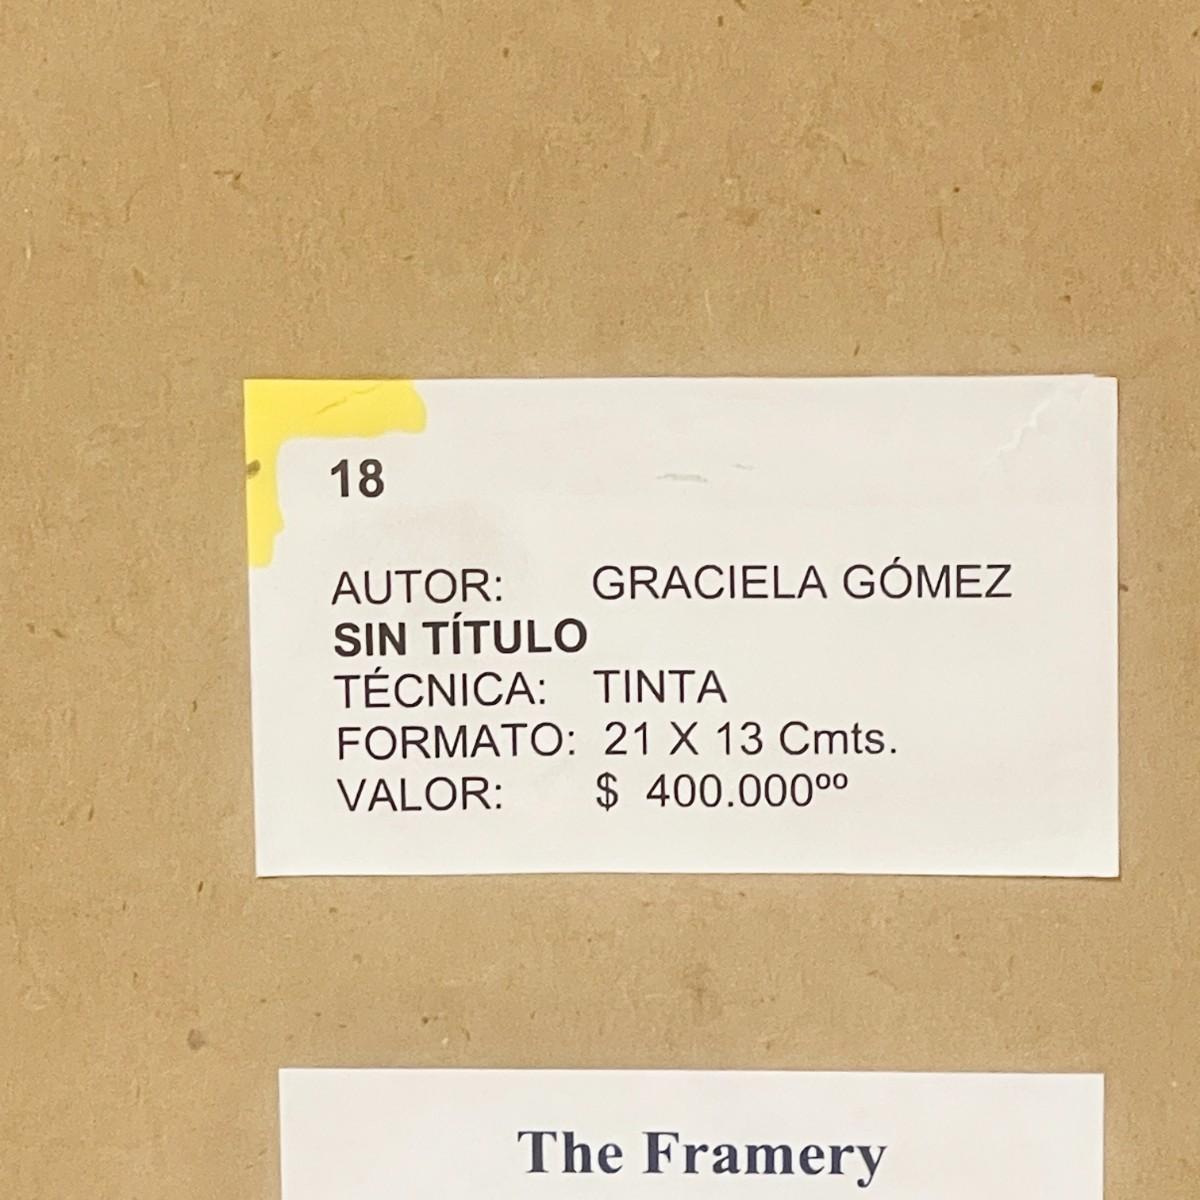 18
AUTOR: GRACIELA GÓMEZ
SIN TÍTULO
TÉCNICA: TINTA
FORMATO: 21 X 13 Cmts.
VALOR: $ 400.000ºº
The Framery